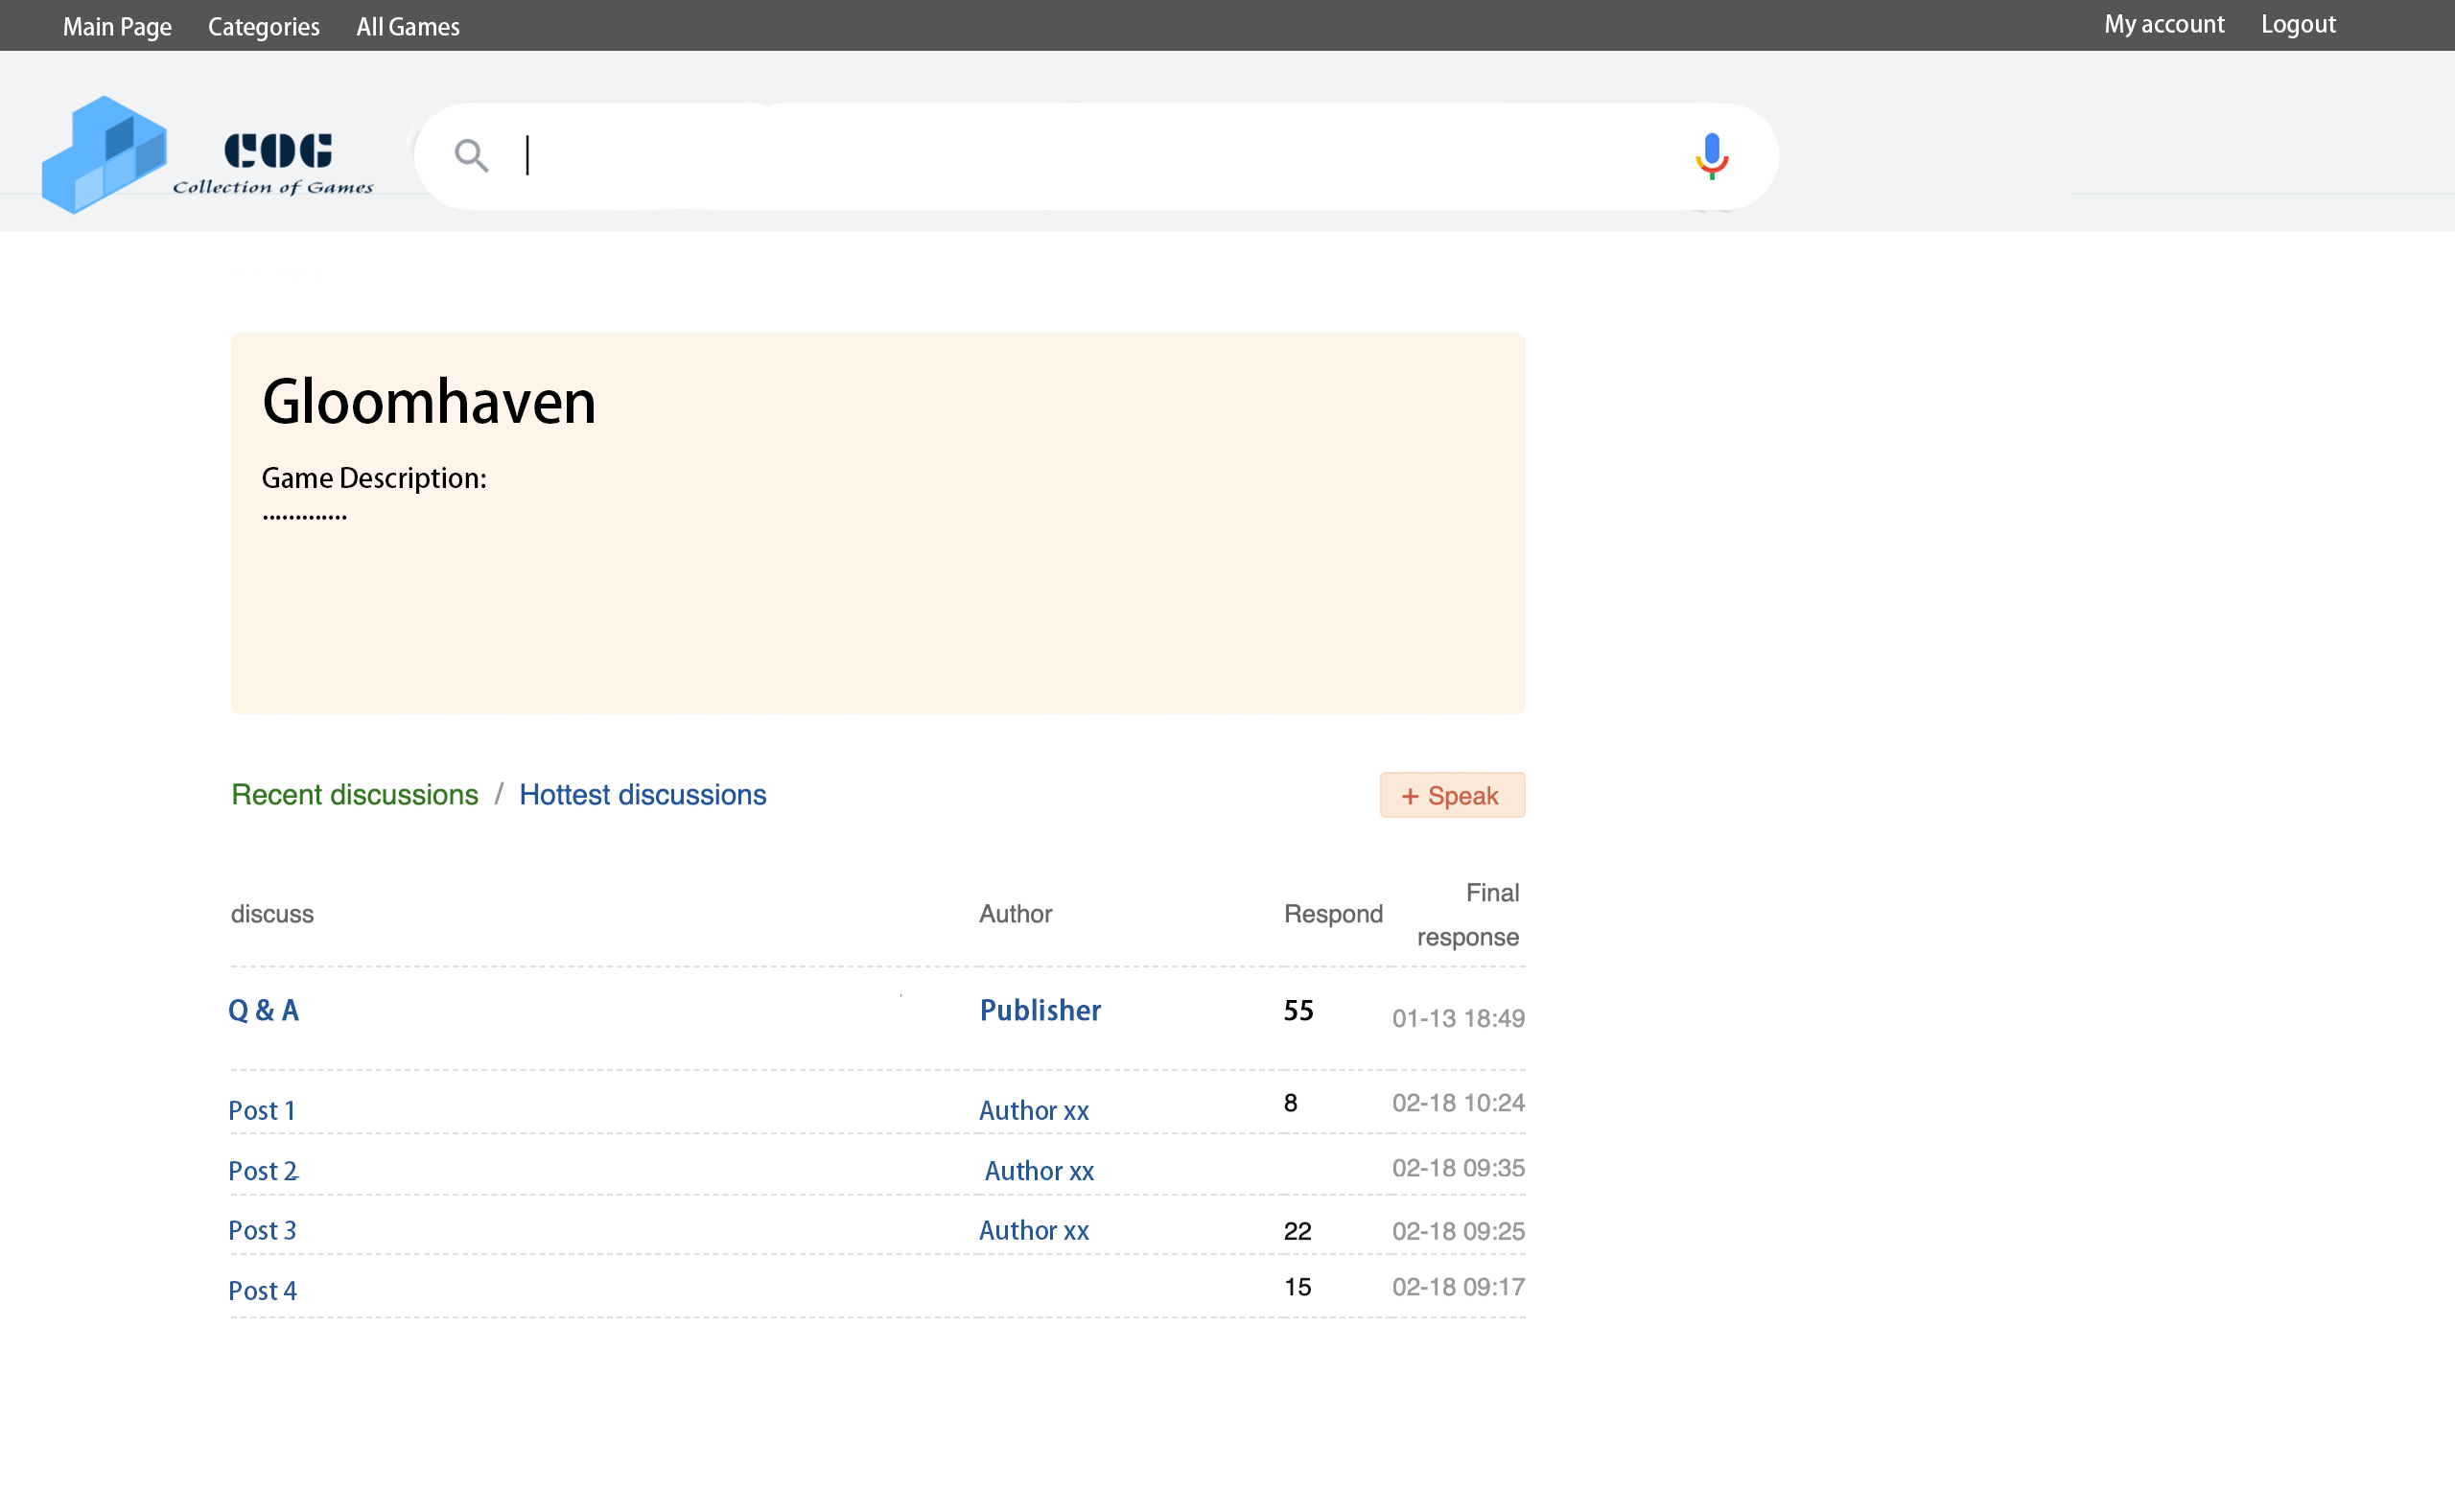 Main Page Categories All Games My account Logout
COG
Collection of Games
Gloomhaven
Game Description:
.............
Recent discussions / Hottest discussions + Speak
discuss Author Respond Final response
Q & A Publisher 55 01-13 18:49
Post 1 Author xx 8 02-18 10:24
Post 2 Author xx 02-18 09:35
Post 3 Author xx 22 02-18 09:25
Post 4 15 02-18 09:17